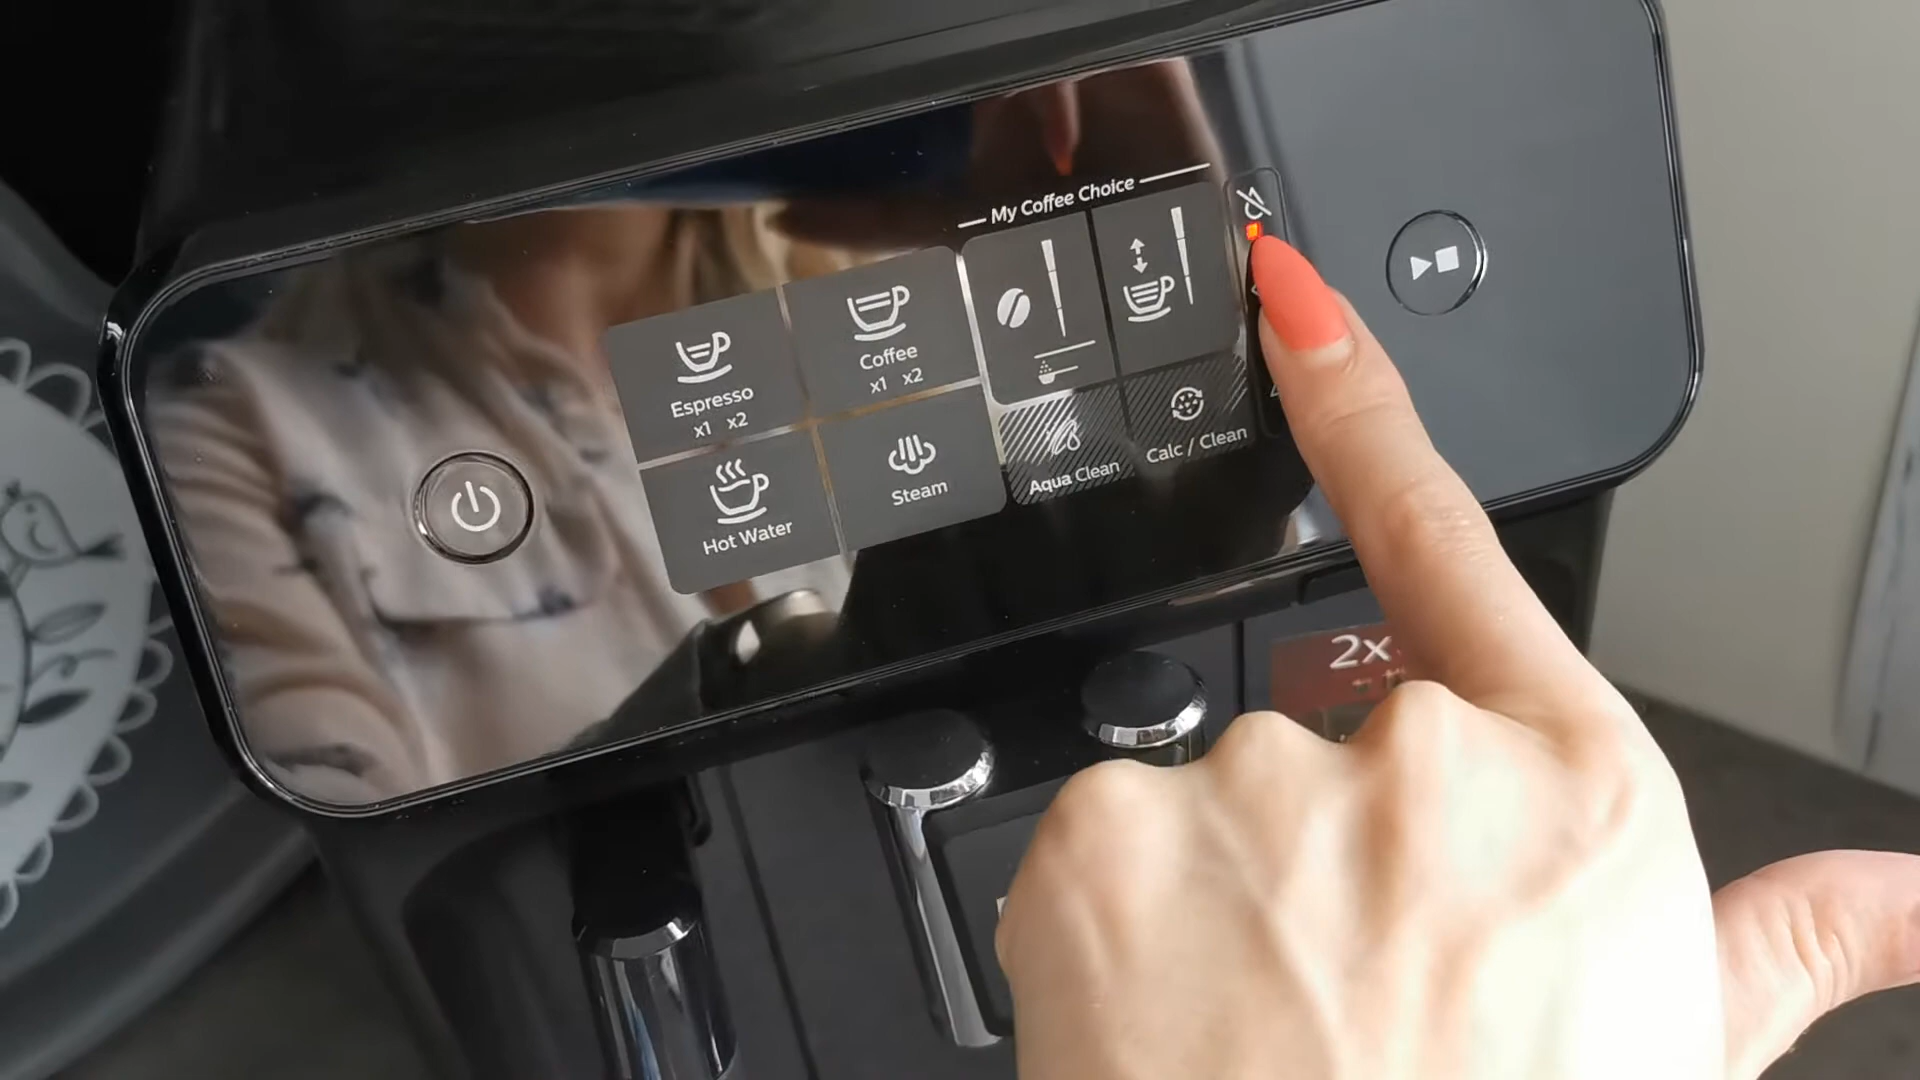 My Coffee Choice
Espresso
x1 x2
Coffee
x1 x2
Hot Water
Steam
Aqua Clean
Calc / Clean
2x